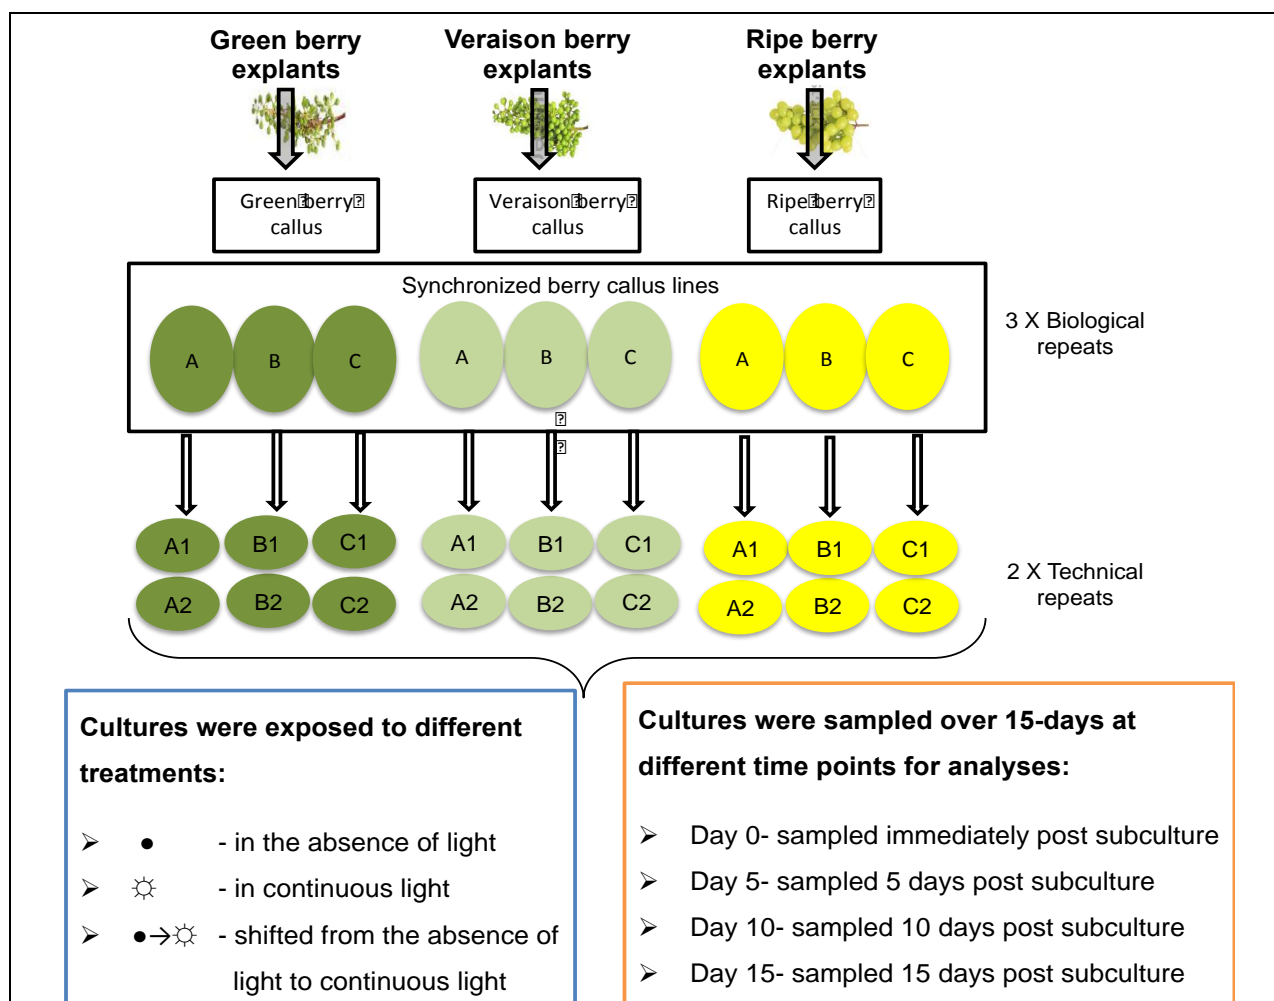 Green berry explants
Veraison berry explants
Ripe berry explants
Green berry callus
Veraison berry callus
Ripe berry callus
Synchronized berry callus lines
A B C A B C A B C
3 X Biological repeats
A1 B1 C1 A1 B1 C1 A1 B1 C1
A2 B2 C2 A2 B2 C2 A2 B2 C2
2 X Technical repeats
Cultures were exposed to different
treatments:
➢ ● - in the absence of light
➢ ☼ - in continuous light
➢ ●→☼ - shifted from the absence of
light to continuous light
Cultures were sampled over 15-days at
different time points for analyses:
➢ Day 0- sampled immediately post subculture
➢ Day 5- sampled 5 days post subculture
➢ Day 10- sampled 10 days post subculture
➢ Day 15- sampled 15 days post subculture